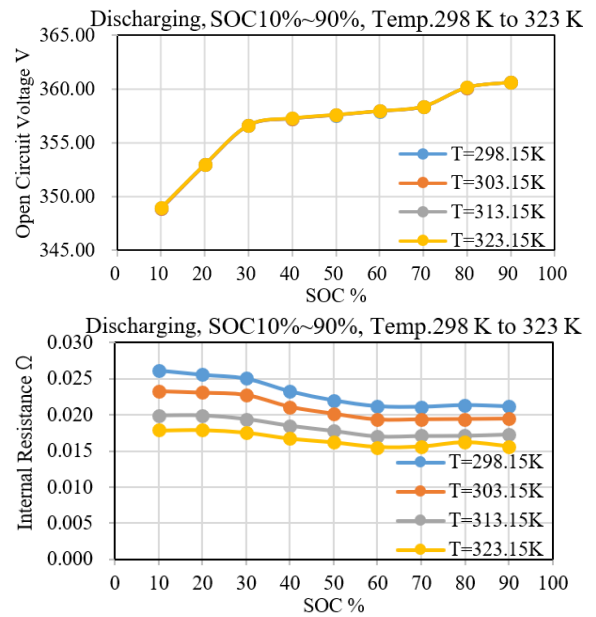 Discharging, SOC10%~90%, Temp.298 K to 323 K
Open Circuit Voltage V
365.00
360.00
355.00
350.00
345.00
T=298.15K
T=303.15K
T=313.15K
T=323.15K
0 10 20 30 40 50 60 70 80 90 100
SOC %
Discharging, SOC10%~90%, Temp.298 K to 323 K
Internal Resistance Ω
0.030
0.025
0.020
0.015
0.010
0.005
0.000
T=298.15K
T=303.15K
T=313.15K
T=323.15K
0 10 20 30 40 50 60 70 80 90 100
SOC %